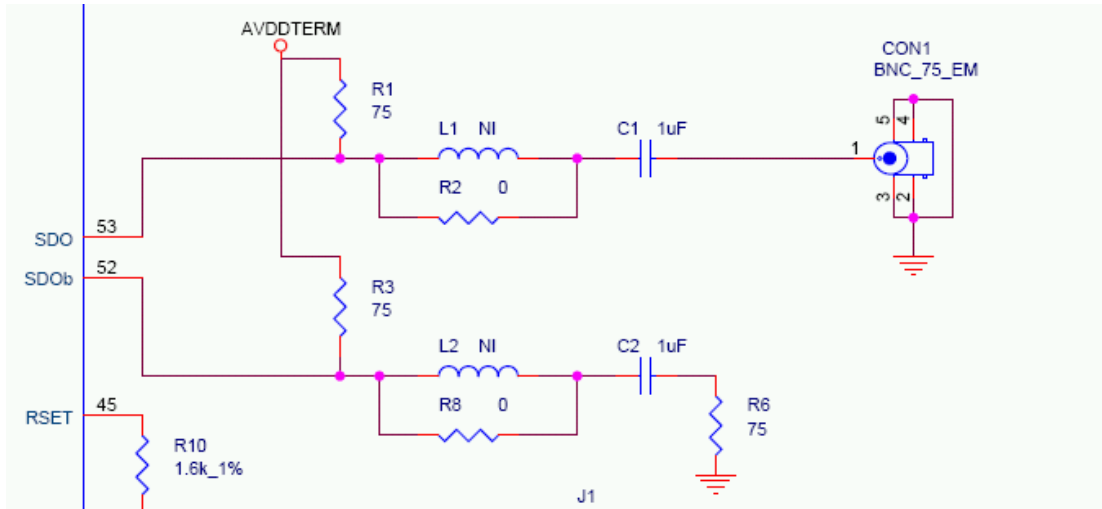 AVDDTERM
CON1
BNC_75_EM
R1
75
L1 NI
C1 1uF
5
4
1
R2 0
3
2
53
SDO
52
SDOb
R3
75
L2 NI
C2 1uF
R8 0
R6
75
45
RSET
R10
1.6k_1%
J1